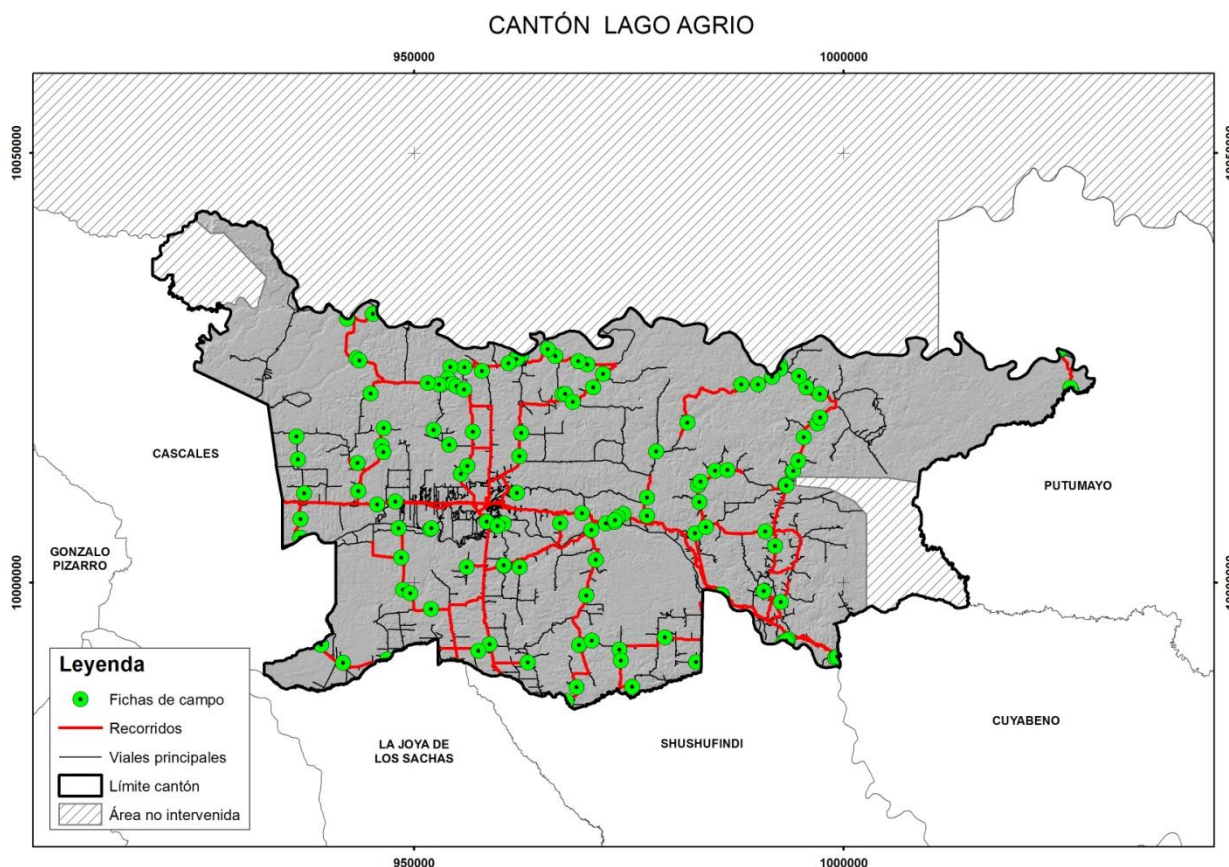 CANTÓN LAGO AGRIO
950000
1000000
10050000
10050000
CASCALES
PUTUMAYO
GONZALO
PIZARRO
10000000
10000000
Leyenda
Fichas de campo
Recorridos
Viales principales
Límite cantón
Área no intervenida
LA JOYA DE
LOS SACHAS
SHUSHUFINDI
CUYABENO
950000
1000000